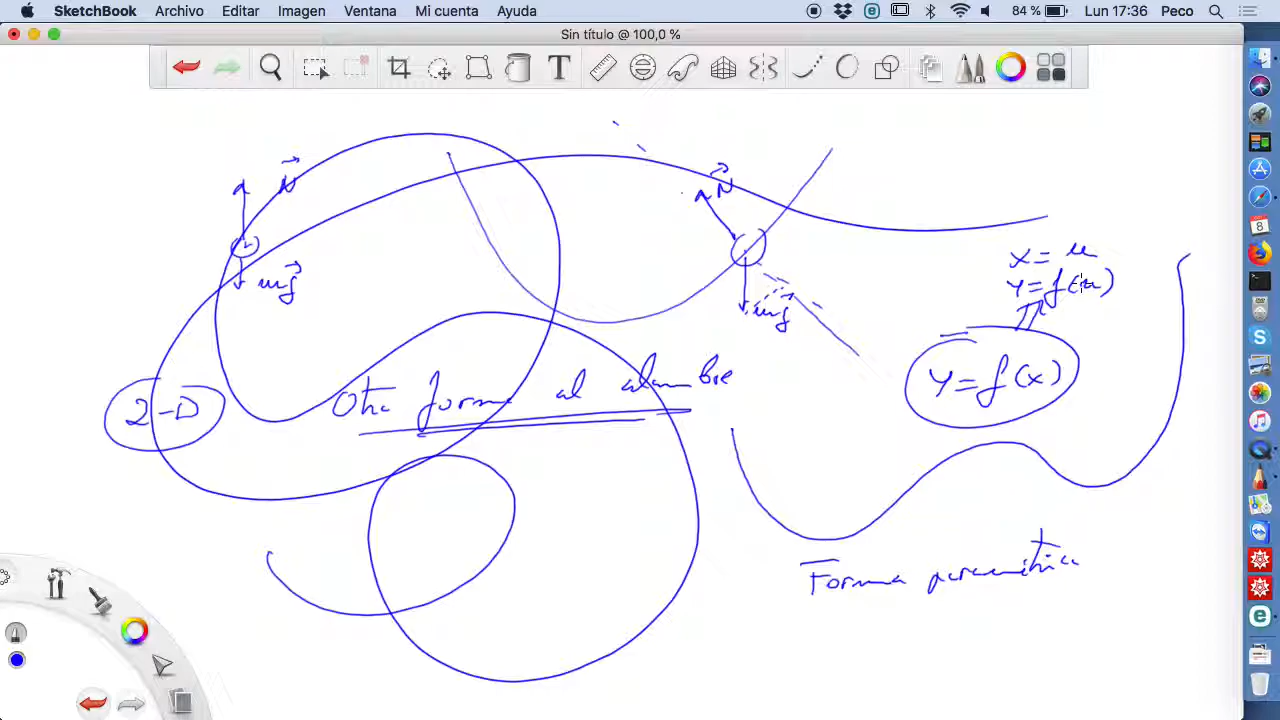 SketchBook Archivo Editar Imagen Ventana Mi cuenta Ayuda 84 % Lun 17:36 Peco
Sin título @ 100,0 %
N
mg
N
mg
x = u
y = f(u)
Y = f(x)
2-D
Otra forma al alambre
Forma paramétrica
8